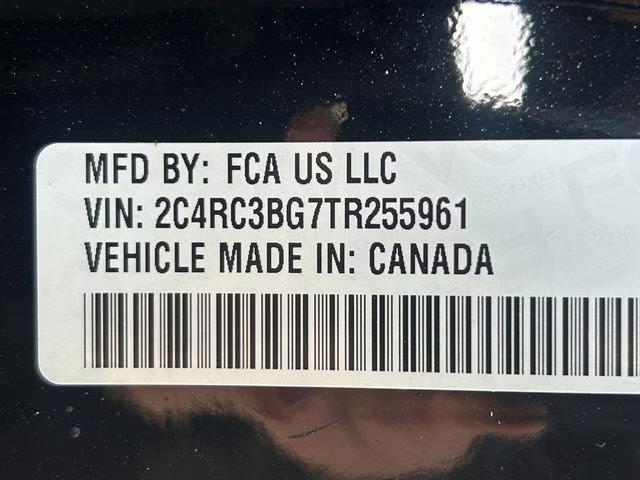 MFD BY: FCA US LLC
VIN: 2C4RC3BG7TR255961
VEHICLE MADE IN: CANADA